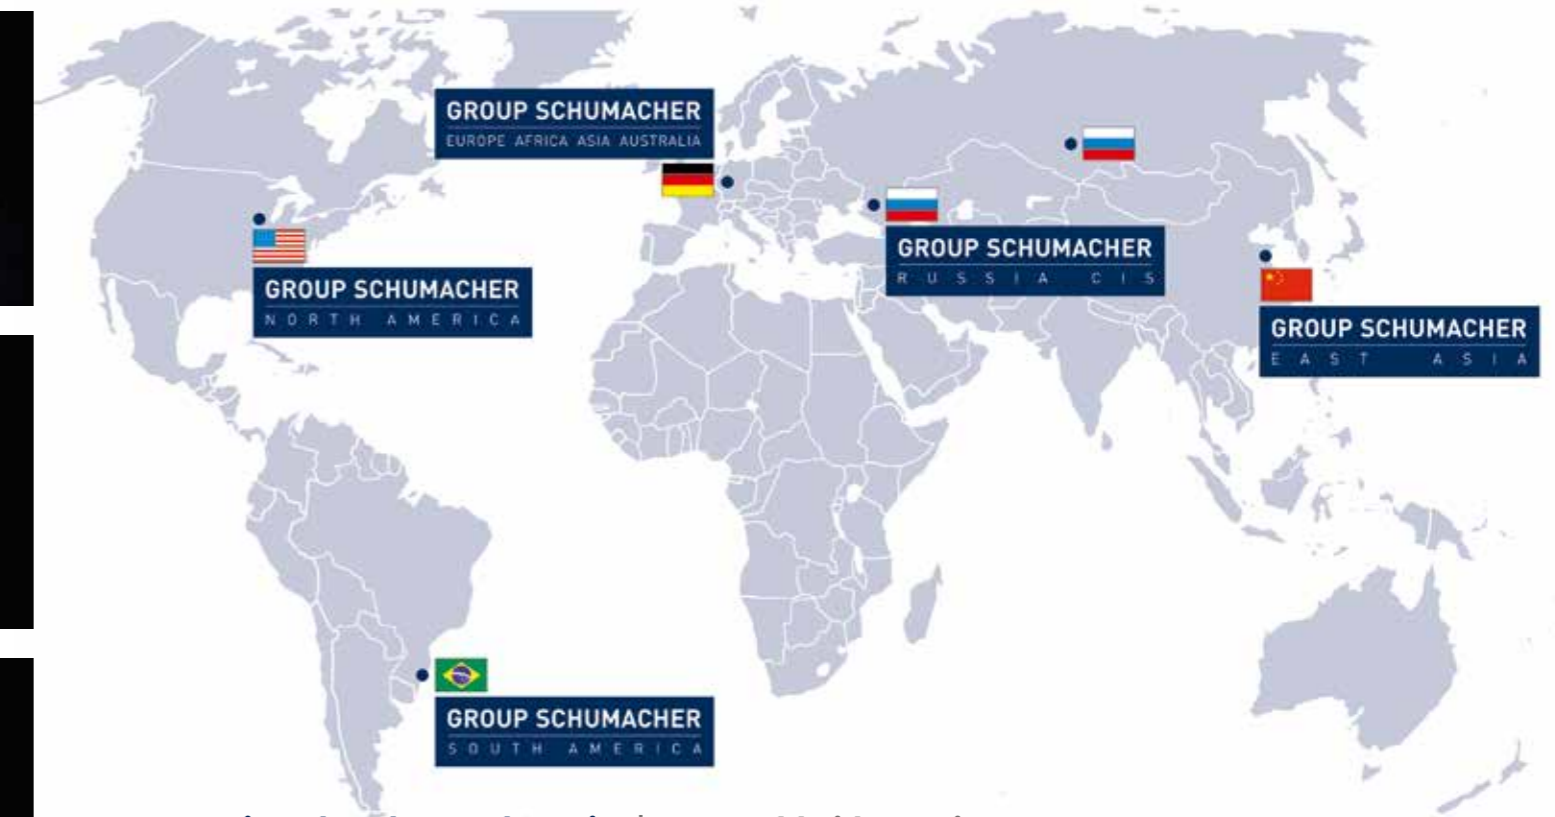 GROUP SCHUMACHER
EUROPE AFRICA ASIA AUSTRALIA
GROUP SCHUMACHER
RUSSIA CIS
GROUP SCHUMACHER
NORTH AMERICA
GROUP SCHUMACHER
EAST ASIA
GROUP SCHUMACHER
SOUTH AMERICA